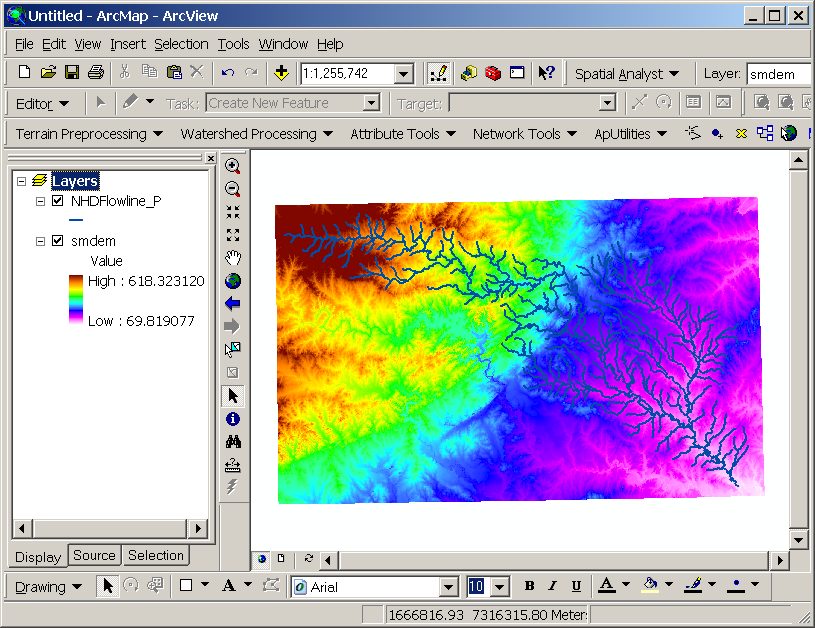 Untitled - ArcMap - ArcView
File Edit View Insert Selection Tools Window Help
1:1,255,742 Spatial Analyst Layer: smdem
Editor Task: Create New Feature Target:
Terrain Preprocessing Watershed Processing Attribute Tools Network Tools ApUtilities
Layers
NHDFlowline_P
smdem
Value
High : 618.323120
Low : 69.819077
Display Source Selection
Drawing A Arial 10 B I U A
1666816.93 7316315.80 Meter